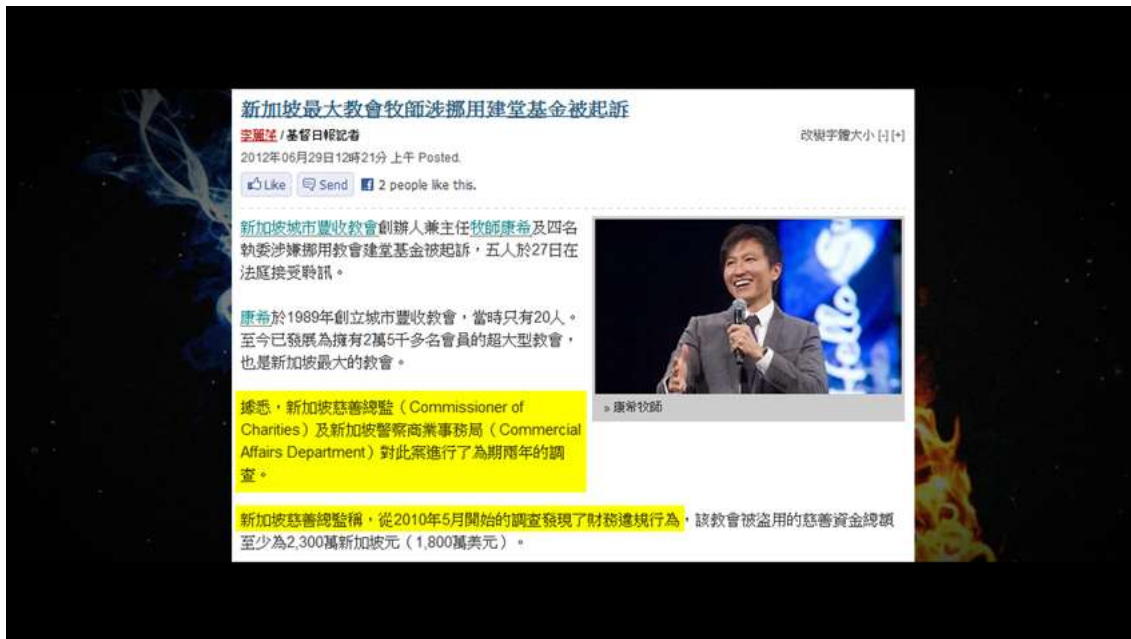 新加坡最大教會牧師涉挪用建堂基金被起訴
李麗萍 / 基督日報記者
改變字體大小 [-] [+]
2012年06月29日12時21分 上午 Posted.
Like Send 2 people like this.
新加坡城市豐收教會創辦人兼主任牧師康希及四名
執委涉嫌挪用教會建堂基金被起訴，五人於27日在
法庭接受聆訊。
康希於1989年創立城市豐收教會，當時只有20人。
至今已發展為擁有2萬5千多名會員的超大型教會，
也是新加坡最大的教會。
Hello
» 康希牧師
據悉，新加坡慈善總監（Commissioner of
Charities）及新加坡警察商業事務局（Commercial
Affairs Department）對此案進行了為期兩年的調
查。
新加坡慈善總監稱，從2010年5月開始的調查發現了財務違規行為，該教會被盜用的慈善資金總額
至少為2,300萬新加坡元（1,800萬美元）。